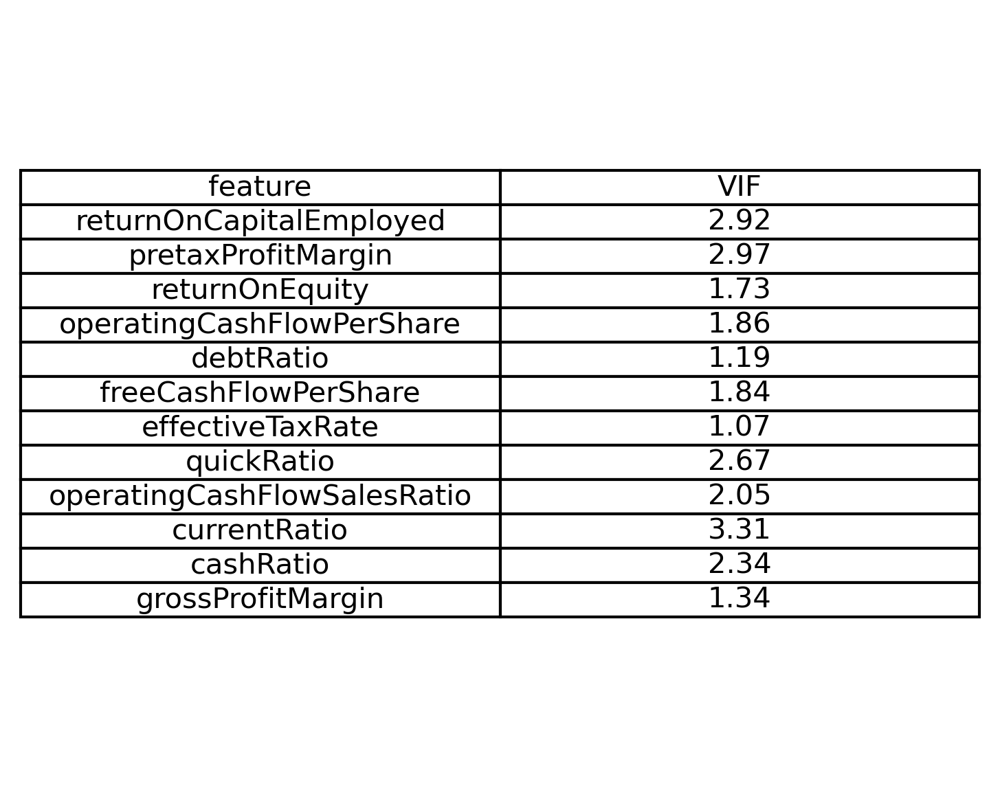 feature VIF
returnOnCapitalEmployed 2.92
pretaxProfitMargin 2.97
returnOnEquity 1.73
operatingCashFlowPerShare 1.86
debtRatio 1.19
freeCashFlowPerShare 1.84
effectiveTaxRate 1.07
quickRatio 2.67
operatingCashFlowSalesRatio 2.05
currentRatio 3.31
cashRatio 2.34
grossProfitMargin 1.34